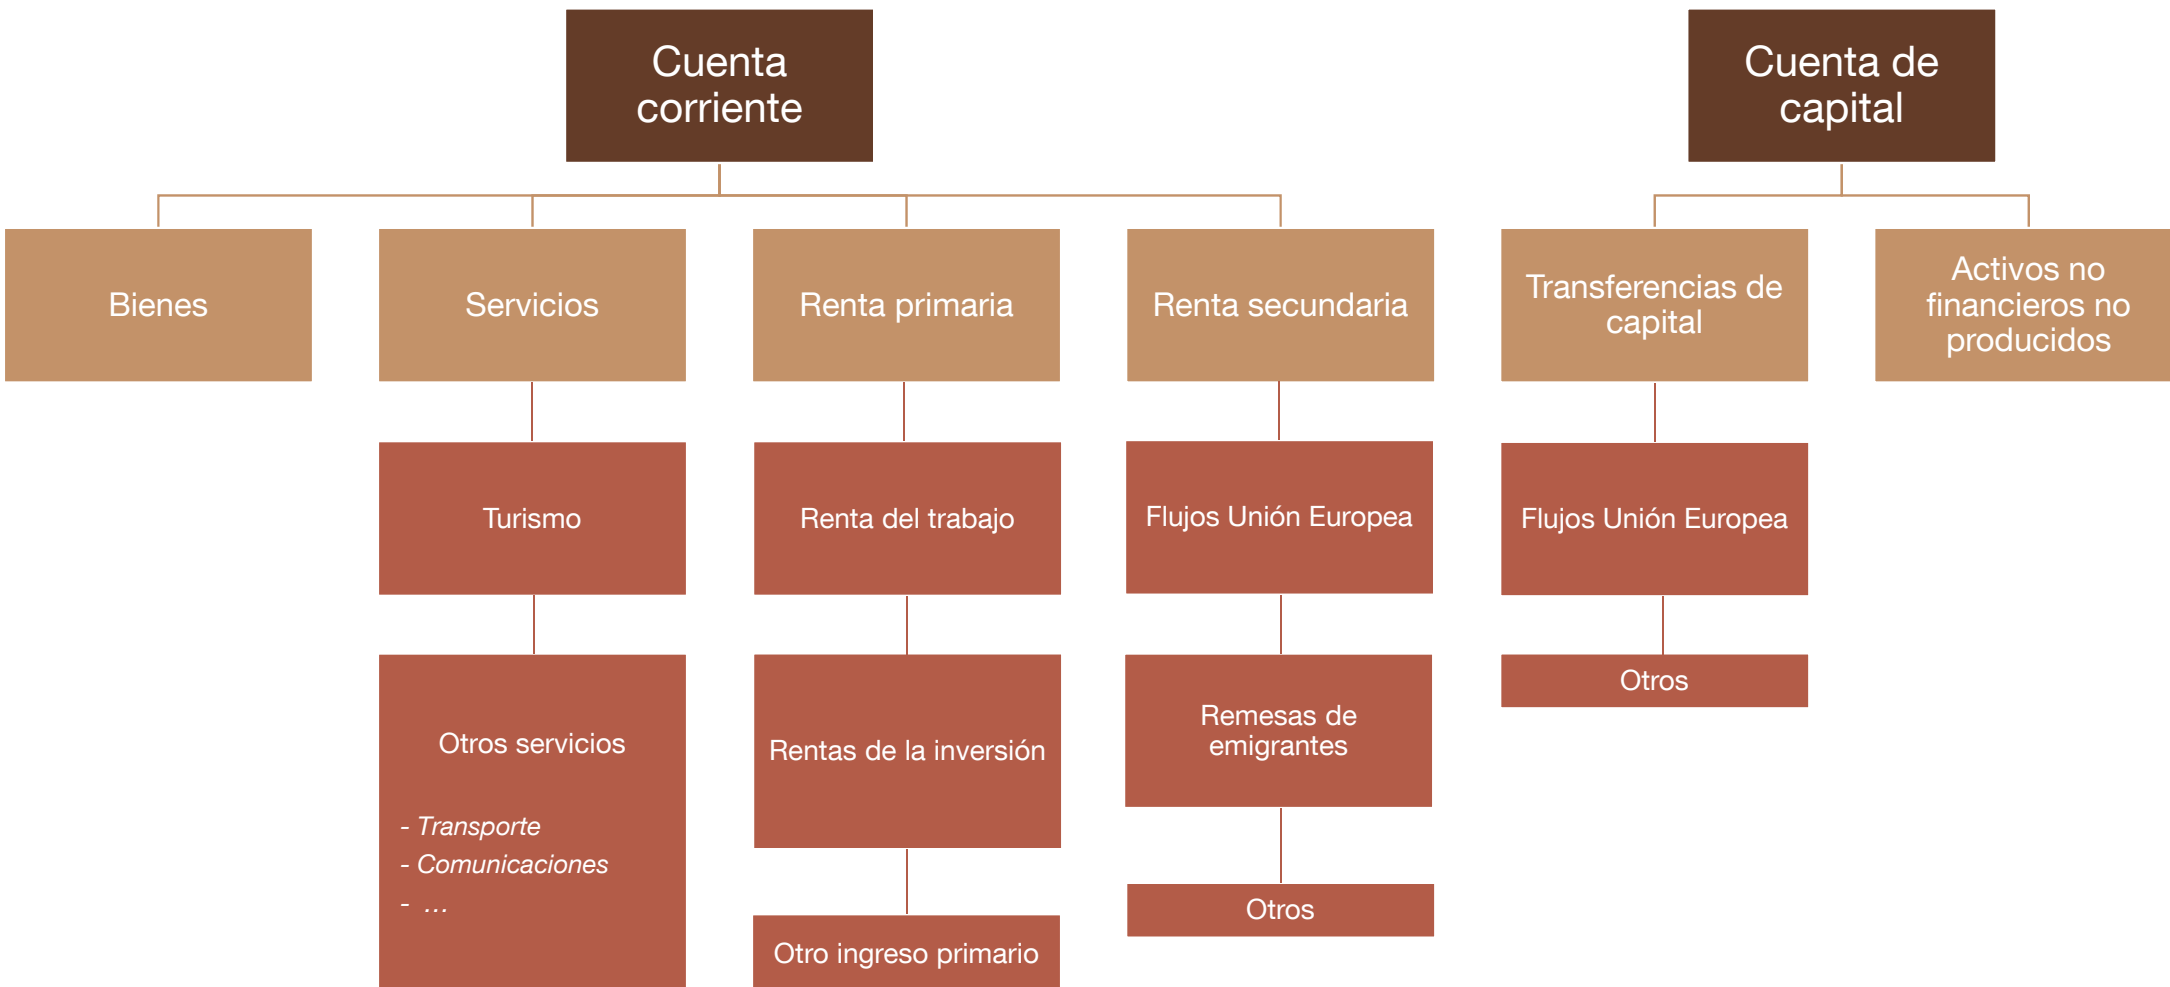 Cuenta
corriente
Cuenta de
capital
Bienes
Servicios
Renta primaria
Renta secundaria
Transferencias de
capital
Activos no
financieros no
producidos
Turismo
Renta del trabajo
Flujos Unión Europea
Flujos Unión Europea
Otros servicios
- Transporte
- Comunicaciones
- ...
Rentas de la inversión
Remesas de
emigrantes
Otros
Otro ingreso primario
Otros